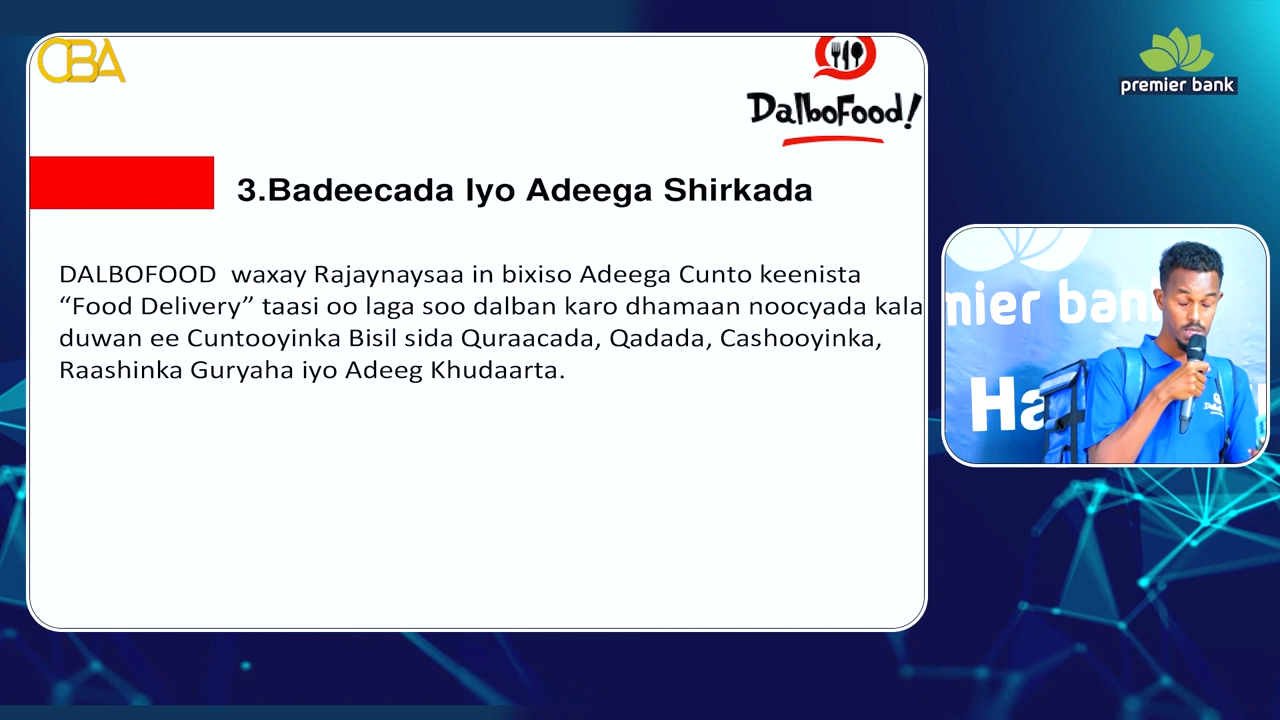 CBA
DalboFood!
premier bank
3.Badeecada Iyo Adeega Shirkada
DALBOFOOD waxay Rajaynaysaa in bixiso Adeega Cunto keenista
“Food Delivery” taasi oo laga soo dalban karo dhamaan noocyada kala
duwan ee Cuntooyinka Bisil sida Quraacada, Qadada, Cashooyinka,
Raashinka Guryaha iyo Adeeg Khudaarta.
mier bank